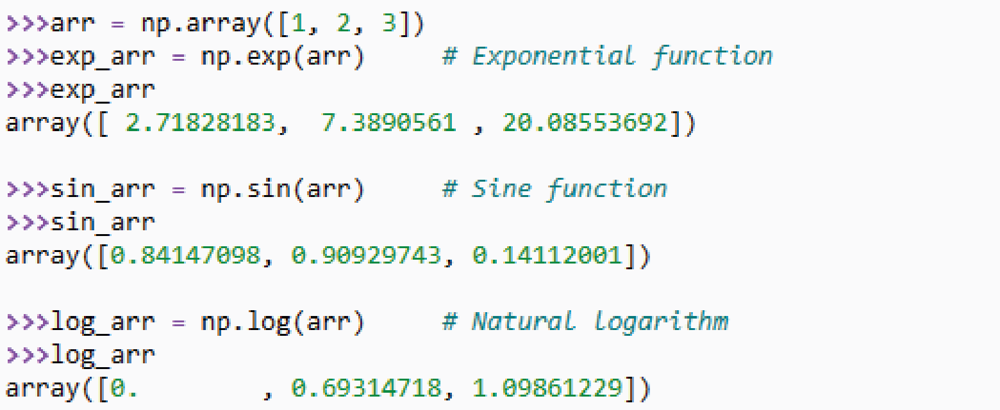 >>>arr = np.array([1, 2, 3])
>>>exp_arr = np.exp(arr)     # Exponential function
>>>exp_arr
array([ 2.71828183,  7.3890561 , 20.08553692])
>>>sin_arr = np.sin(arr)     # Sine function
>>>sin_arr
array([0.84147098, 0.90929743, 0.14112001])
>>>log_arr = np.log(arr)     # Natural logarithm
>>>log_arr
array([0.        , 0.69314718, 1.09861229])